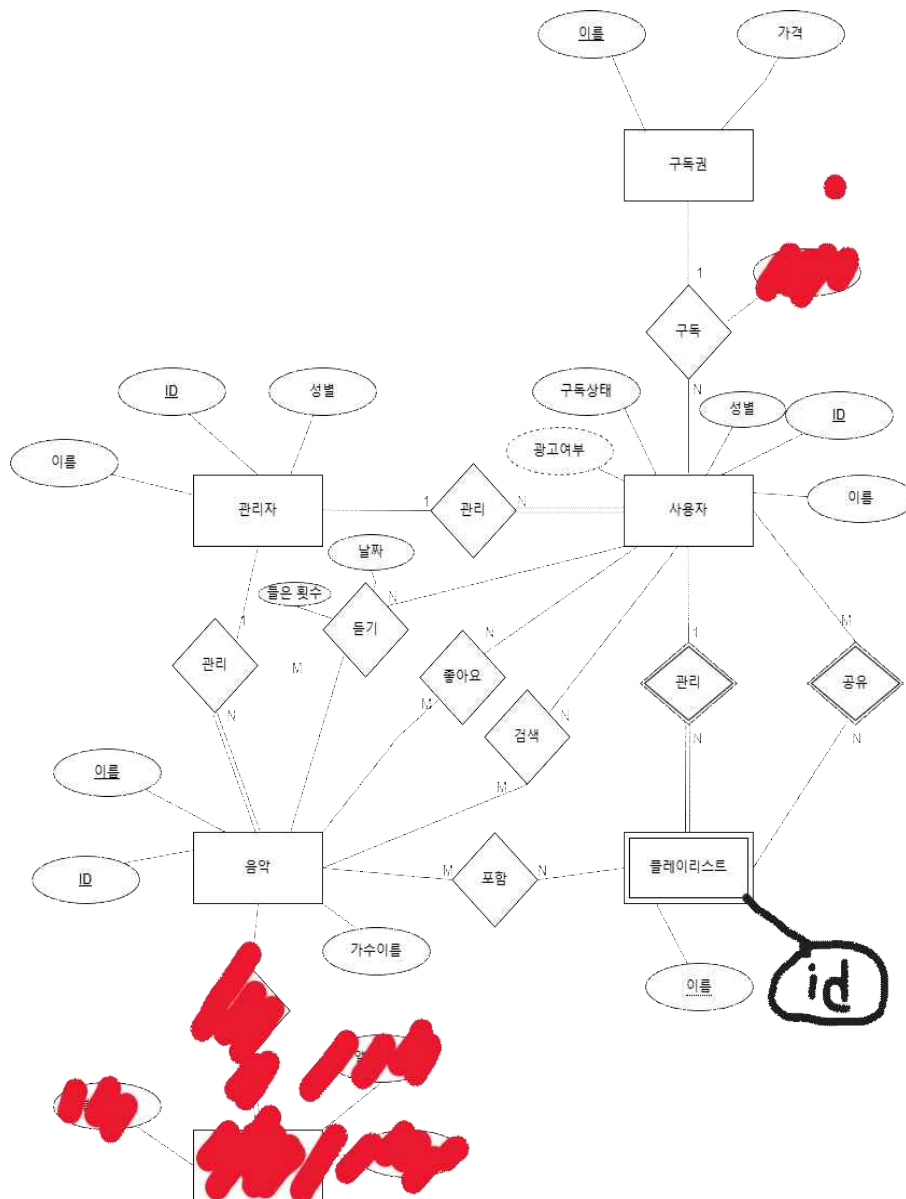 이름
가격
구독권
1
구독
N
ID
성별
구독상태
성별
ID
광고여부
이름
이름
관리자
1
관리
N
사용자
날짜
들은 횟수
N
듣기
1
관리
M
N
N
좋아요
M
1
관리
N
M
공유
N
검색
N
M
이름
ID
음악
M
포함
N
플레이리스트
가수이름
이름
id